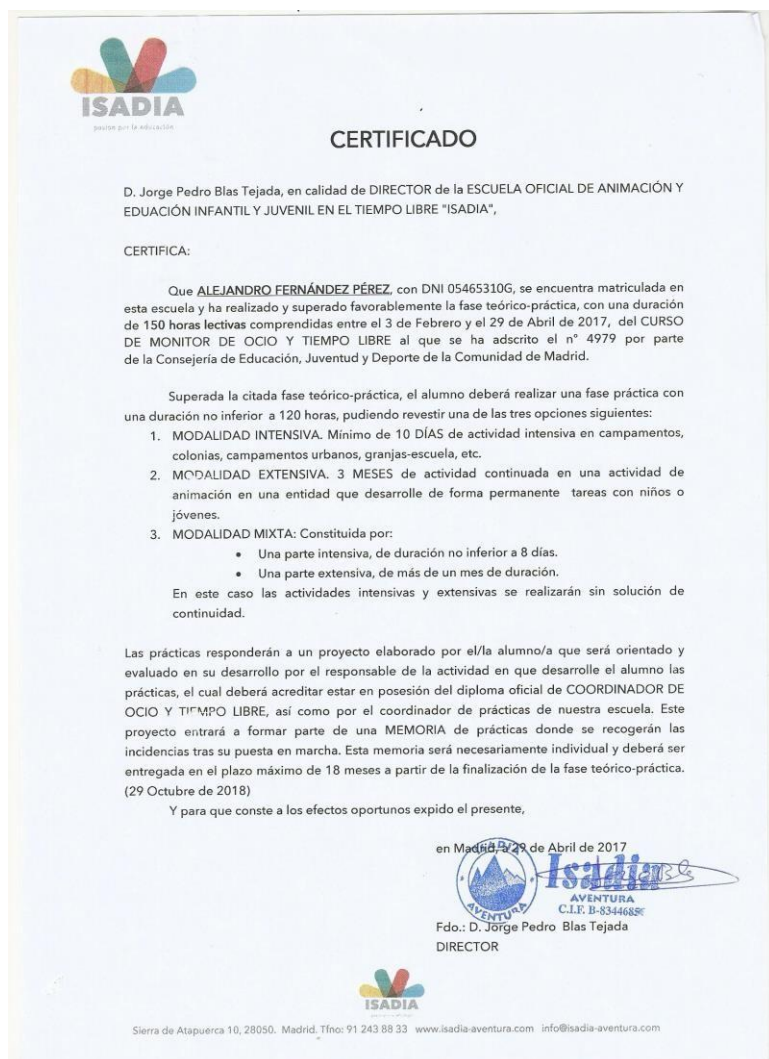 ISADIA
pasión por la educación
CERTIFICADO
D. Jorge Pedro Blas Tejada, en calidad de DIRECTOR de la ESCUELA OFICIAL DE ANIMACIÓN Y
EDUACIÓN INFANTIL Y JUVENIL EN EL TIEMPO LIBRE "ISADIA",
CERTIFICA:
Que ALEJANDRO FERNÁNDEZ PÉREZ, con DNI 05465310G, se encuentra matriculada en
esta escuela y ha realizado y superado favorablemente la fase teórico-práctica, con una duración
de 150 horas lectivas comprendidas entre el 3 de Febrero y el 29 de Abril de 2017, del CURSO
DE MONITOR DE OCIO Y TIEMPO LIBRE al que se ha adscrito el n° 4979 por parte
de la Consejería de Educación, Juventud y Deporte de la Comunidad de Madrid.
Superada la citada fase teórico-práctica, el alumno deberá realizar una fase práctica con
una duración no inferior a 120 horas, pudiendo revestir una de las tres opciones siguientes:
1. MODALIDAD INTENSIVA. Mínimo de 10 DÍAS de actividad intensiva en campamentos,
colonias, campamentos urbanos, granjas-escuela, etc.
2. MODALIDAD EXTENSIVA. 3 MESES de actividad continuada en una actividad de
animación en una entidad que desarrolle de forma permanente tareas con niños o
jóvenes.
3. MODALIDAD MIXTA: Constituida por:
• Una parte intensiva, de duración no inferior a 8 días.
• Una parte extensiva, de más de un mes de duración.
En este caso las actividades intensivas y extensivas se realizarán sin solución de
continuidad.
Las prácticas responderán a un proyecto elaborado por el/la alumno/a que será orientado y
evaluado en su desarrollo por el responsable de la actividad en que desarrolle el alumno las
prácticas, el cual deberá acreditar estar en posesión del diploma oficial de COORDINADOR DE
OCIO Y TIEMPO LIBRE, así como por el coordinador de prácticas de nuestra escuela. Este
proyecto entrará a formar parte de una MEMORIA de prácticas donde se recogerán las
incidencias tras su puesta en marcha. Esta memoria será necesariamente individual y deberá ser
entregada en el plazo máximo de 18 meses a partir de la finalización de la fase teórico-práctica.
(29 Octubre de 2018)
Y para que conste a los efectos oportunos expido el presente,
en Madrid, a 29 de Abril de 2017
ISADIA
AVENTURA
Isadia
AVENTURA
C.I.F. B-8344685
Fdo.: D. Jorge Pedro Blas Tejada
DIRECTOR
ISADIA
Sierra de Atapuerca 10, 28050. Madrid. Tfno: 91 243 88 33 www.isadia-aventura.com info@isadia-aventura.com